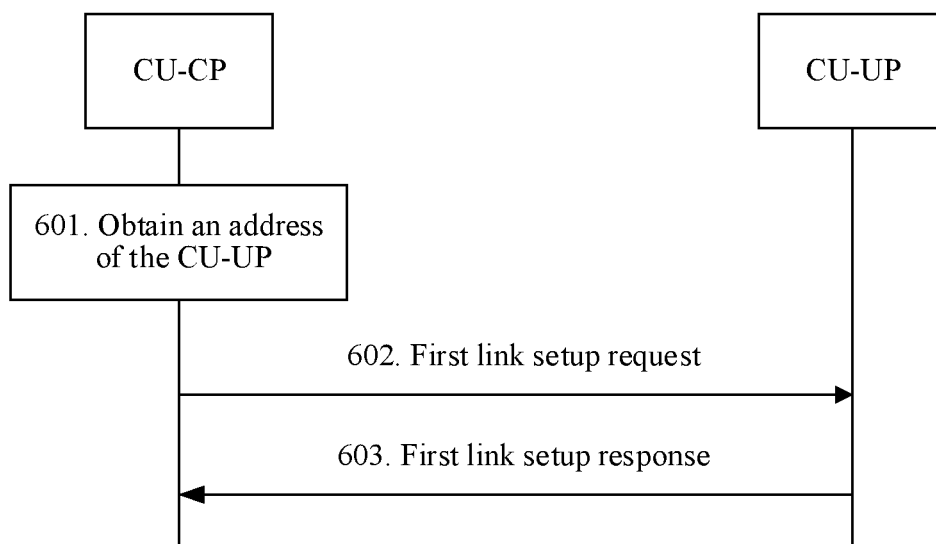 CU-CP
CU-UP
601. Obtain an address
of the CU-UP
602. First link setup request
603. First link setup response